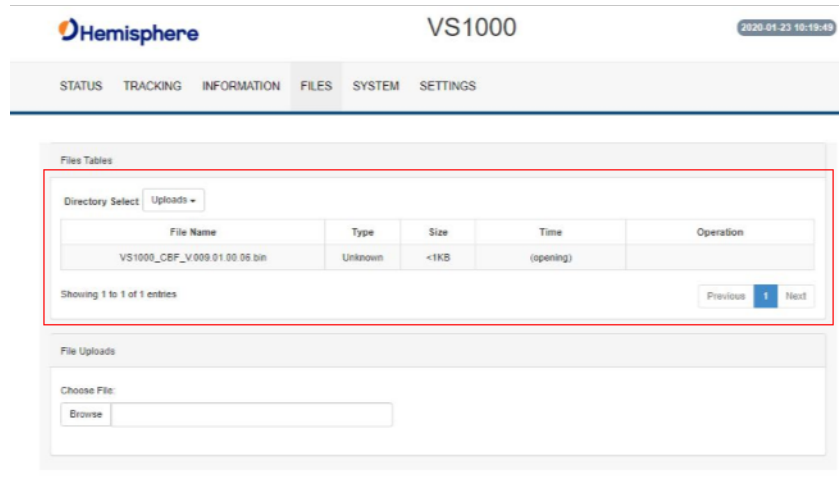 Hemisphere VS1000 2020-01-23 10:19:49
STATUS TRACKING INFORMATION FILES SYSTEM SETTINGS
Files Tables
Directory Select Uploads
File Name Type Size Time Operation
VS1000_CBF_V.009.01.00.06.bin Unknown <1KB (opening)
Showing 1 to 1 of 1 entries Previous 1 Next
File Uploads
Choose File:
Browse